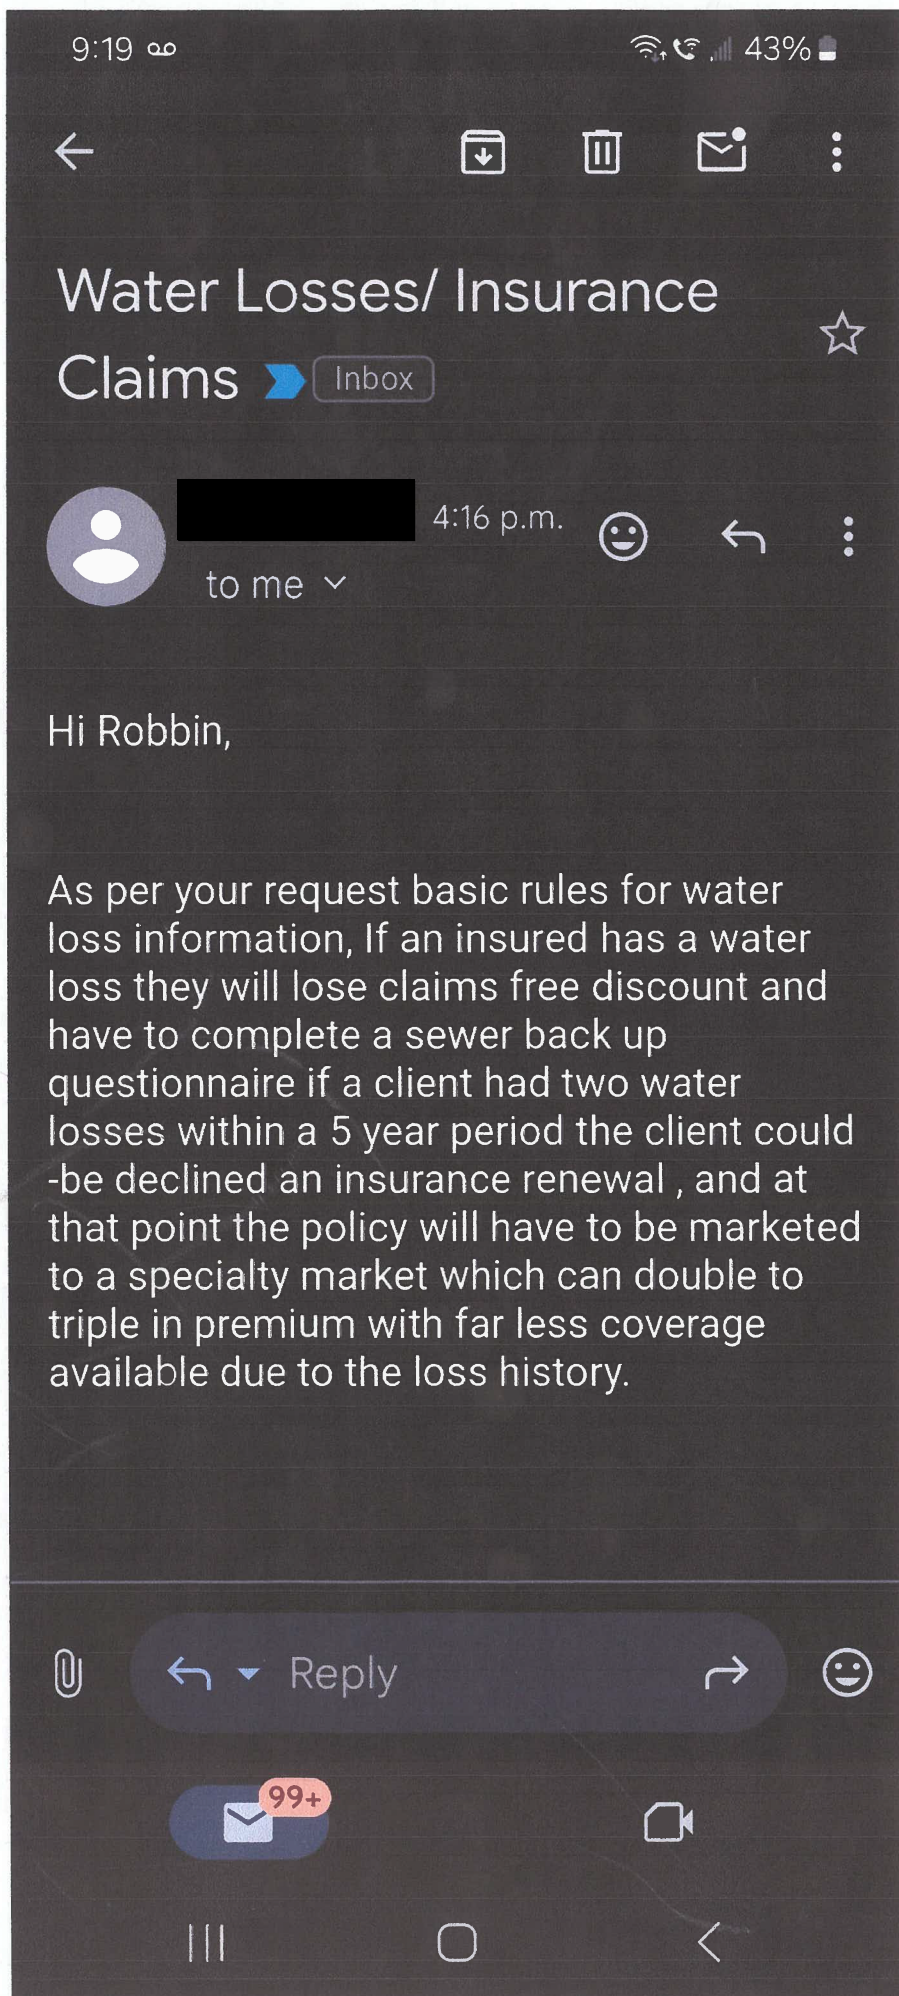 9:19
43%
Water Losses/ Insurance
Claims
Inbox
4:16 p.m.
to me
Hi Robbin,
As per your request basic rules for water
loss information, If an insured has a water
loss they will lose claims free discount and
have to complete a sewer back up
questionnaire if a client had two water
losses within a 5 year period the client could
-be declined an insurance renewal , and at
that point the policy will have to be marketed
to a specialty market which can double to
triple in premium with far less coverage
available due to the loss history.
Reply
99+